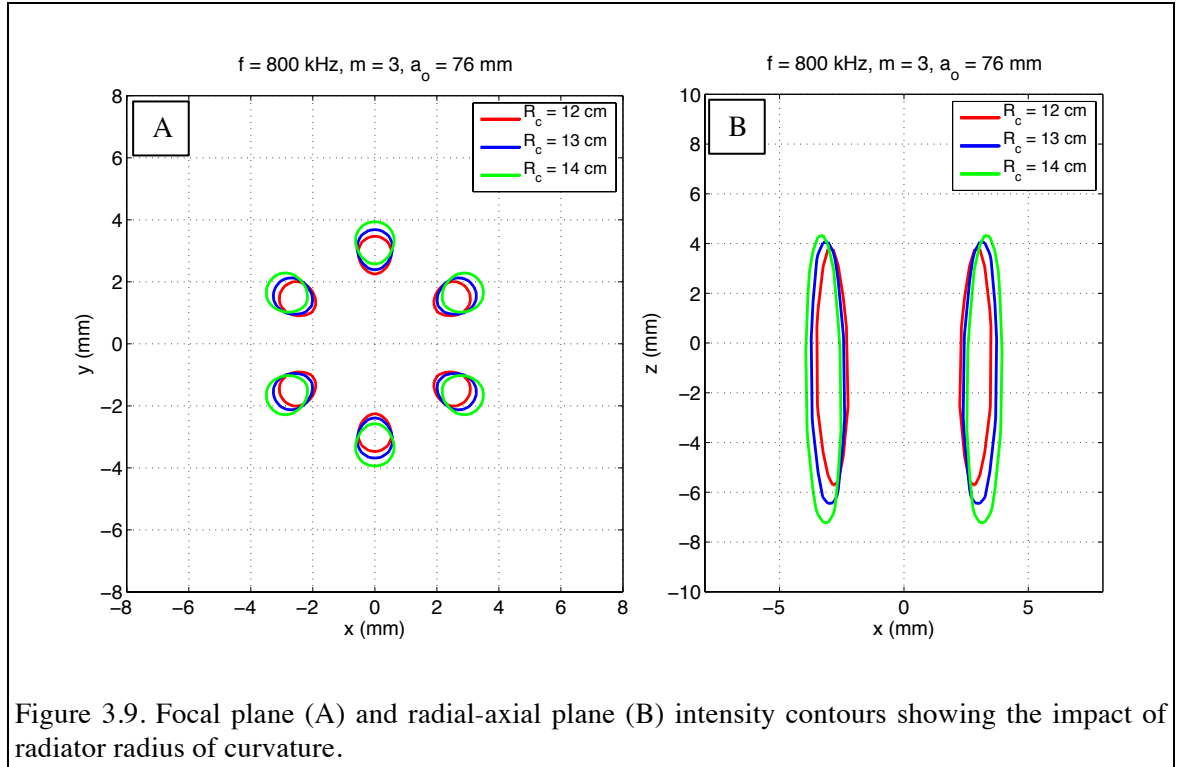 f = 800 kHz, m = 3, a_o = 76 mm
A
R_c = 12 cm
R_c = 13 cm
R_c = 14 cm
8
6
4
2
0
−2
−4
−6
−8
y (mm)
−8 −6 −4 −2 0 2 4 6 8
x (mm)
f = 800 kHz, m = 3, a_o = 76 mm
B
R_c = 12 cm
R_c = 13 cm
R_c = 14 cm
10
8
6
4
2
0
−2
−4
−6
−8
−10
z (mm)
−5 0 5
x (mm)
Figure 3.9. Focal plane (A) and radial-axial plane (B) intensity contours showing the impact of
radiator radius of curvature.